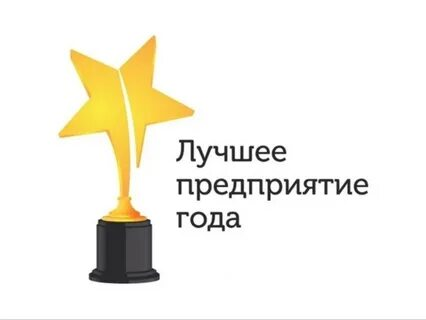 Лучшее
предприятие
года